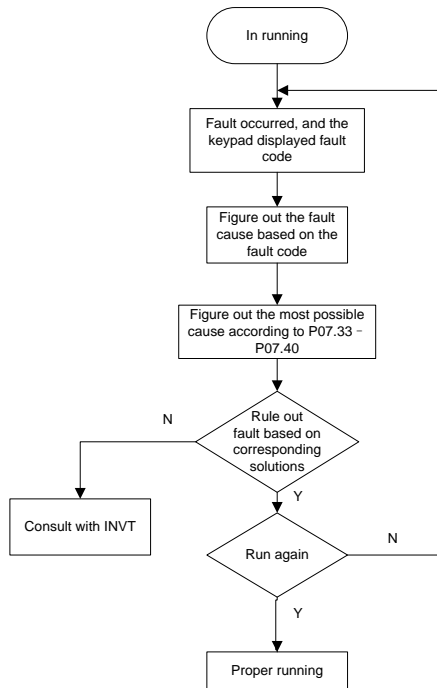 In running
Fault occurred, and the
keypad displayed fault
code
Figure out the fault
cause based on the
fault code
Figure out the most possible
cause according to P07.33–
P07.40
N
Rule out
fault based on
corresponding
solutions
Y
Consult with INVT
Run again
N
Y
Proper running